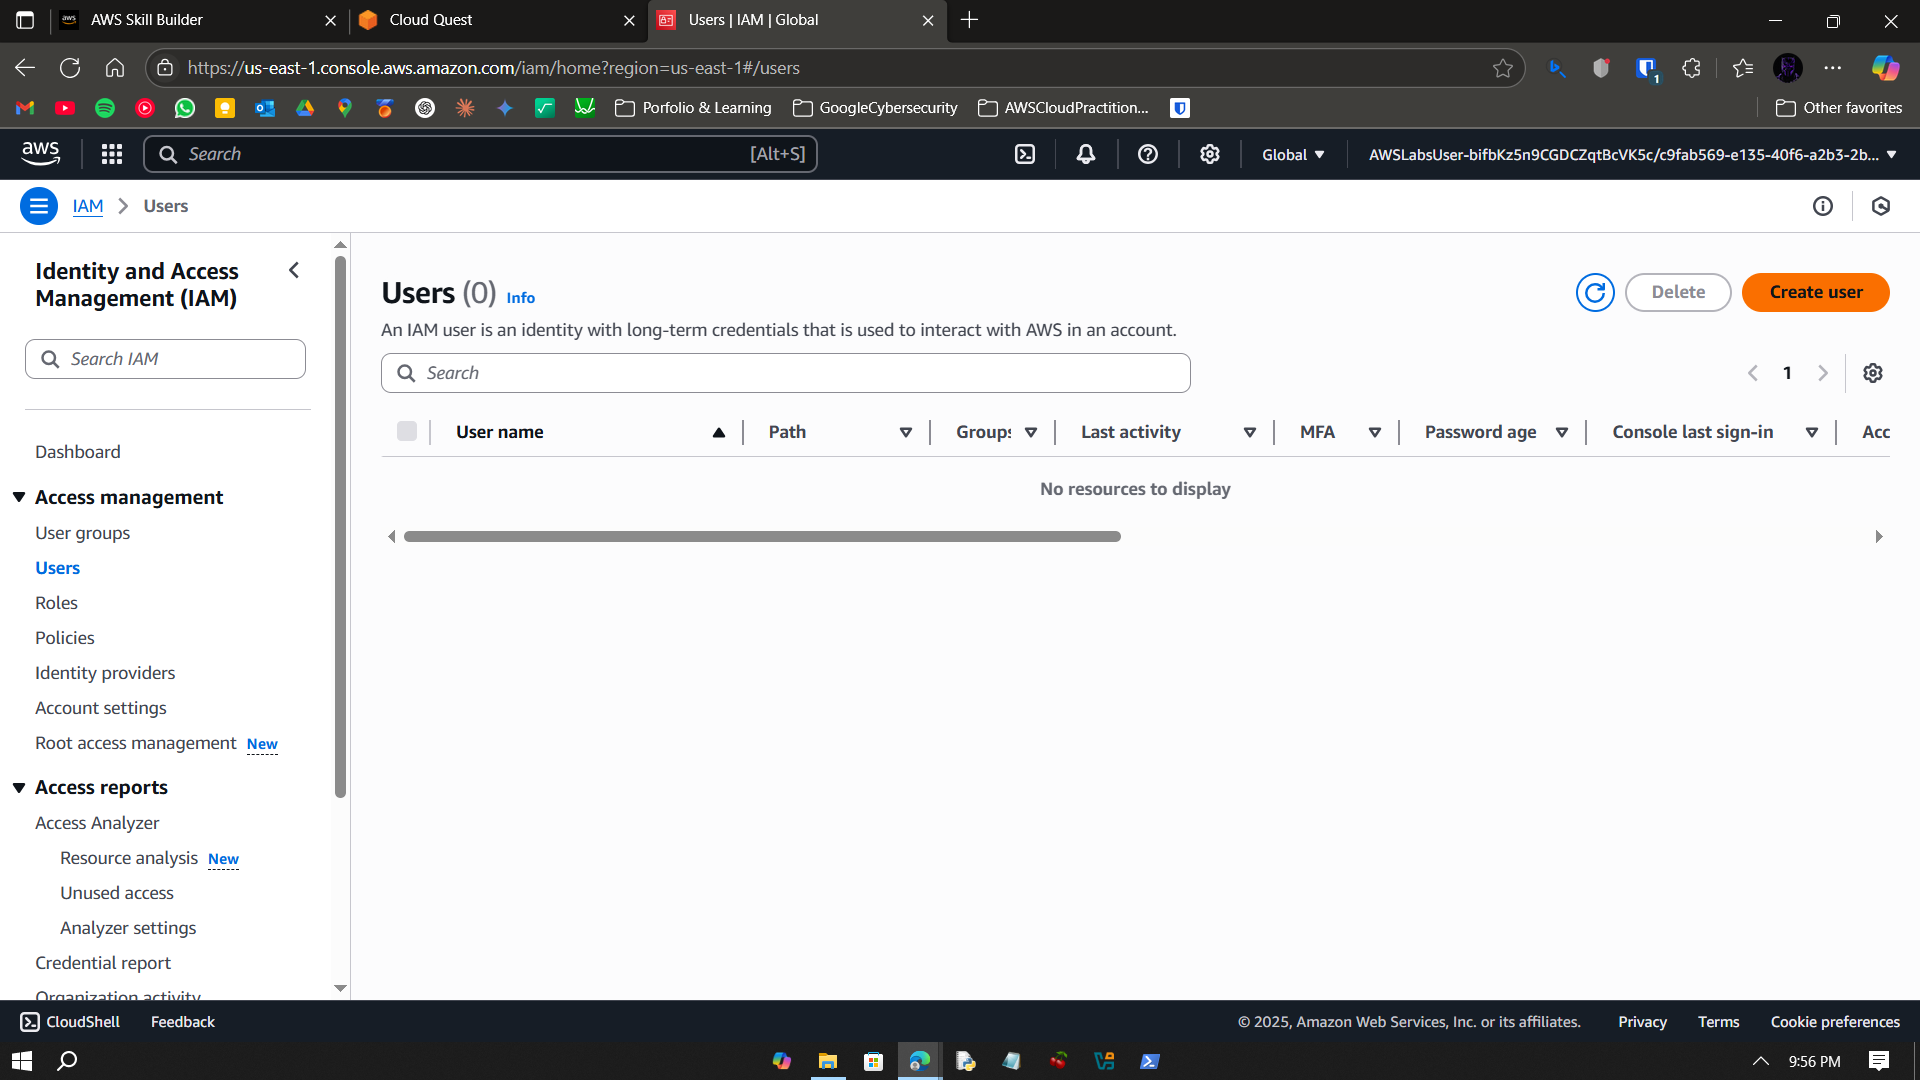 AWS Skill Builder
Cloud Quest
Users | IAM | Global
https://us-east-1.console.aws.amazon.com/iam/home?region=us-east-1#/users
1
Porfolio & Learning
GoogleCybersecurity
AWSCloudPractition...
Other favorites
aws
Search
[Alt+S]
Global
AWSLabsUser-bifbKz5n9CGDCZqtBcVK5c/c9fab569-e135-40f6-a2b3-2b...
IAM
Users
Identity and Access
Management (IAM)
Search IAM
Dashboard
Access management
User groups
Users
Roles
Policies
Identity providers
Account settings
Root access management New
Access reports
Access Analyzer
Resource analysis New
Unused access
Analyzer settings
Credential report
Organization activity
Users (0) Info
Delete
Create user
An IAM user is an identity with long-term credentials that is used to interact with AWS in an account.
Search
1
User name
Path
Groups
Last activity
MFA
Password age
Console last sign-in
Acc
No resources to display
CloudShell
Feedback
© 2025, Amazon Web Services, Inc. or its affiliates.
Privacy
Terms
Cookie preferences
9:56 PM